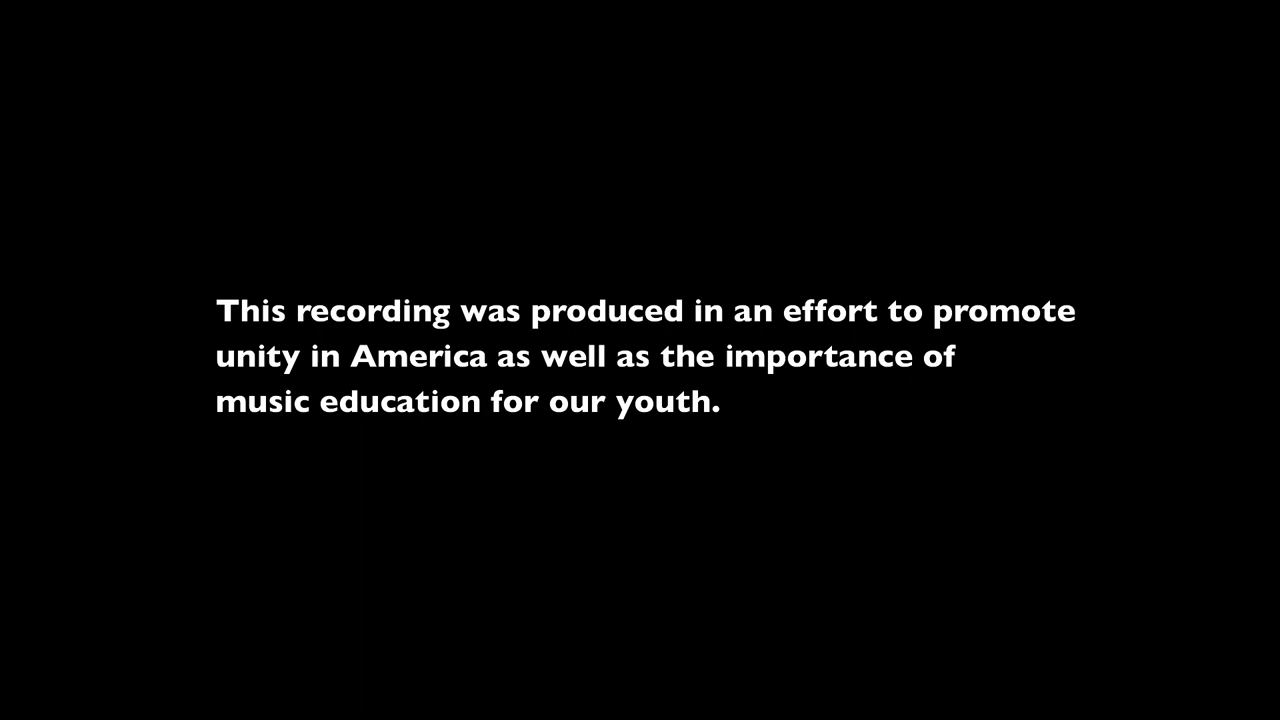 This recording was produced in an effort to promote
unity in America as well as the importance of
music education for our youth.